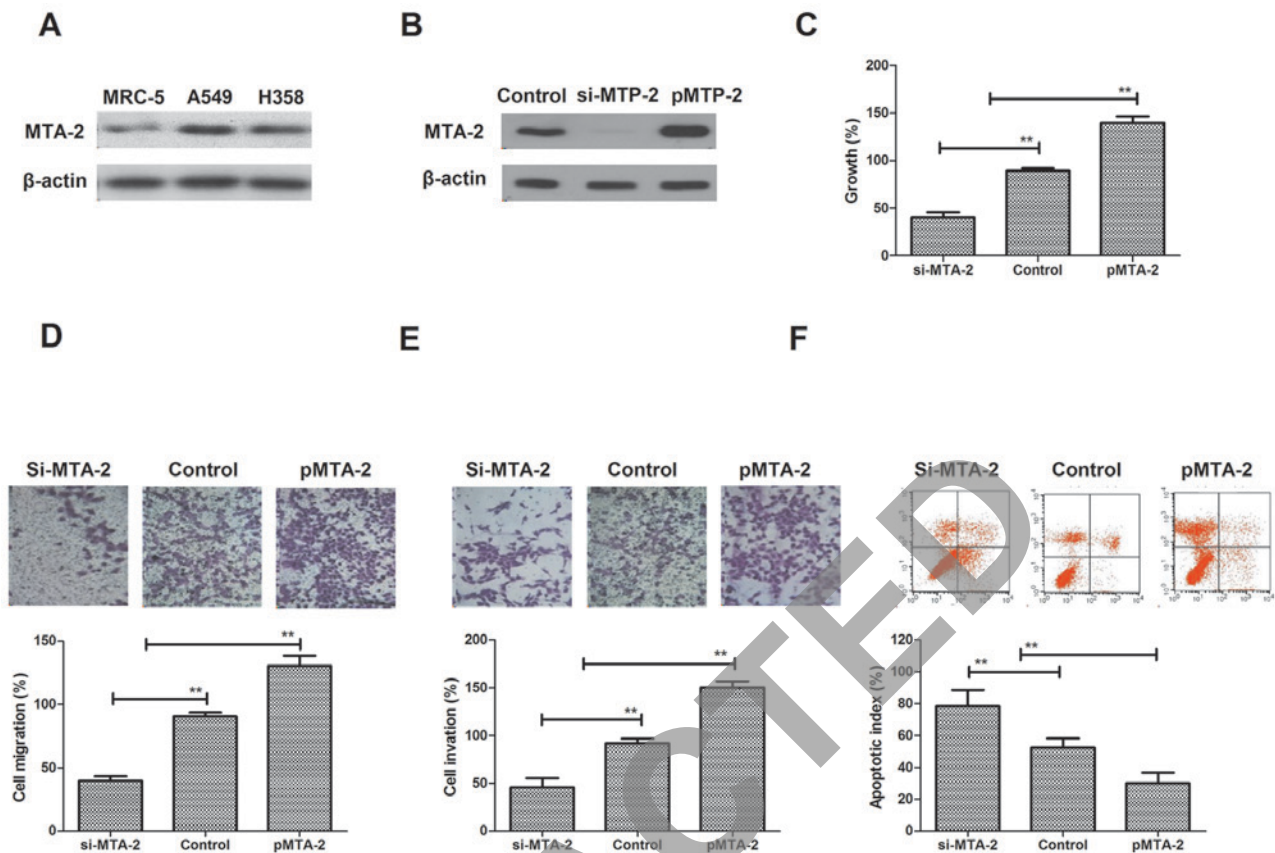 A
MRC-5 A549 H358
MTA-2
β-actin
B
Control si-MTP-2 pMTP-2
MTA-2
β-actin
C
Growth (%)
200
150
100
50
0
**
**
si-MTA-2 Control pMTA-2
D
Si-MTA-2 Control pMTA-2
Cell migration (%)
150
100
50
0
**
**
si-MTA-2 Control pMTA-2
E
Si-MTA-2 Control pMTA-2
Cell invation (%)
200
150
100
50
0
**
**
si-MTA-2 Control pMTA-2
F
Si-MTA-2 Control pMTA-2
Apoptotic index (%)
120
100
80
60
40
20
0
** **
si-MTA-2 Control pMTA-2
CTED